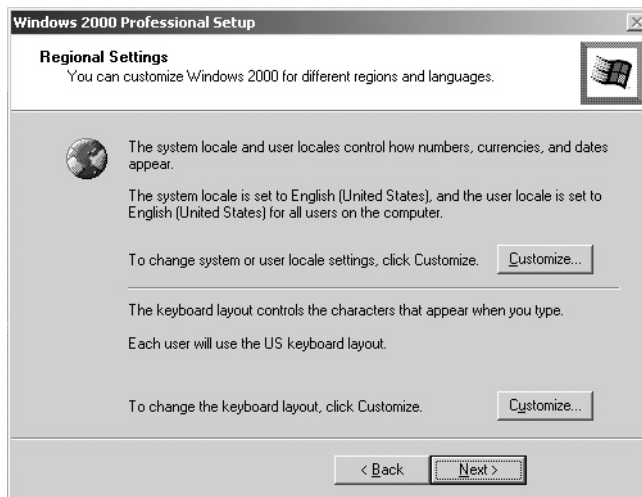 Windows 2000 Professional Setup
Regional Settings
You can customize Windows 2000 for different regions and languages.
The system locale and user locales control how numbers, currencies, and dates
appear.
The system locale is set to English (United States), and the user locale is set to
English (United States) for all users on the computer.
To change system or user locale settings, click Customize.
Customize...
The keyboard layout controls the characters that appear when you type.
Each user will use the US keyboard layout.
To change the keyboard layout, click Customize.
Customize...
< Back
Next >